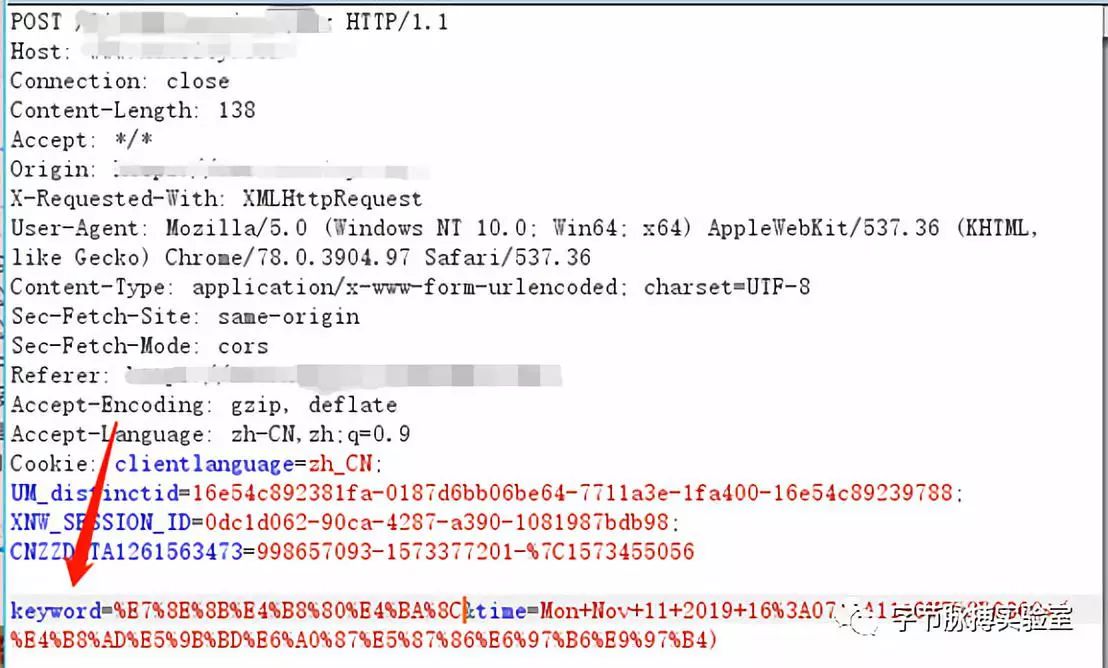 POST / HTTP/1.1
Host:
Connection: close
Content-Length: 138
Accept: */*
Origin:
X-Requested-With: XMLHttpRequest
User-Agent: Mozilla/5.0 (Windows NT 10.0; Win64; x64) AppleWebKit/537.36 (KHTML,
like Gecko) Chrome/78.0.3904.97 Safari/537.36
Content-Type: application/x-www-form-urlencoded; charset=UTF-8
Sec-Fetch-Site: same-origin
Sec-Fetch-Mode: cors
Referer:
Accept-Encoding: gzip, deflate
Accept-Language: zh-CN,zh;q=0.9
Cookie: clientlanguage=zh_CN;
UM_distinctid=16e54c892381fa-0187d6bb06be64-7711a3e-1fa400-16e54c89239788;
XNW_SESSION_ID=0dc1d062-90ca-4287-a390-1081987bdb98;
CNZZDATA1261563473=998657093-1573377201-%7C1573455056
keyword=%E7%8E%8B%E4%B8%80%E4%BA%8C&time=Mon+Nov+11+2019+16%3A07
字节脉搏实验室
%E4%B8%AD%E5%9B%BD%E6%A0%87%E5%87%86%E6%97%B6%E9%97%B4)